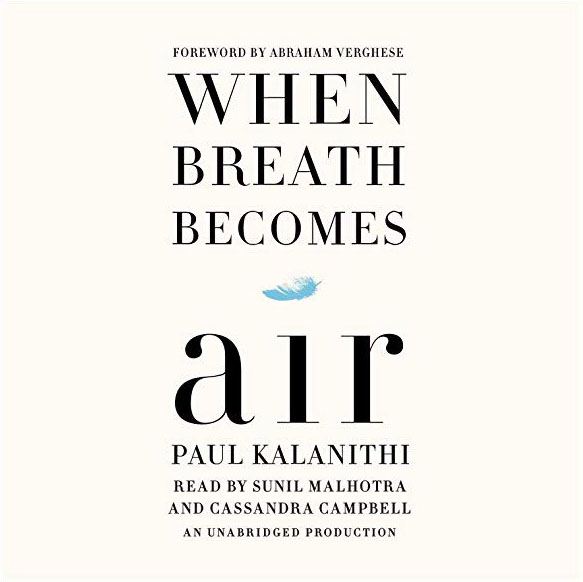 FOREWORD BY ABRAHAM VERGHESE
WHEN
BREATH
BECOMES
aır
PAUL KALANITHI
READ BY SUNIL MALHOTRA
AND CASSANDRA CAMPBELL
AN UNABRIDGED PRODUCTION